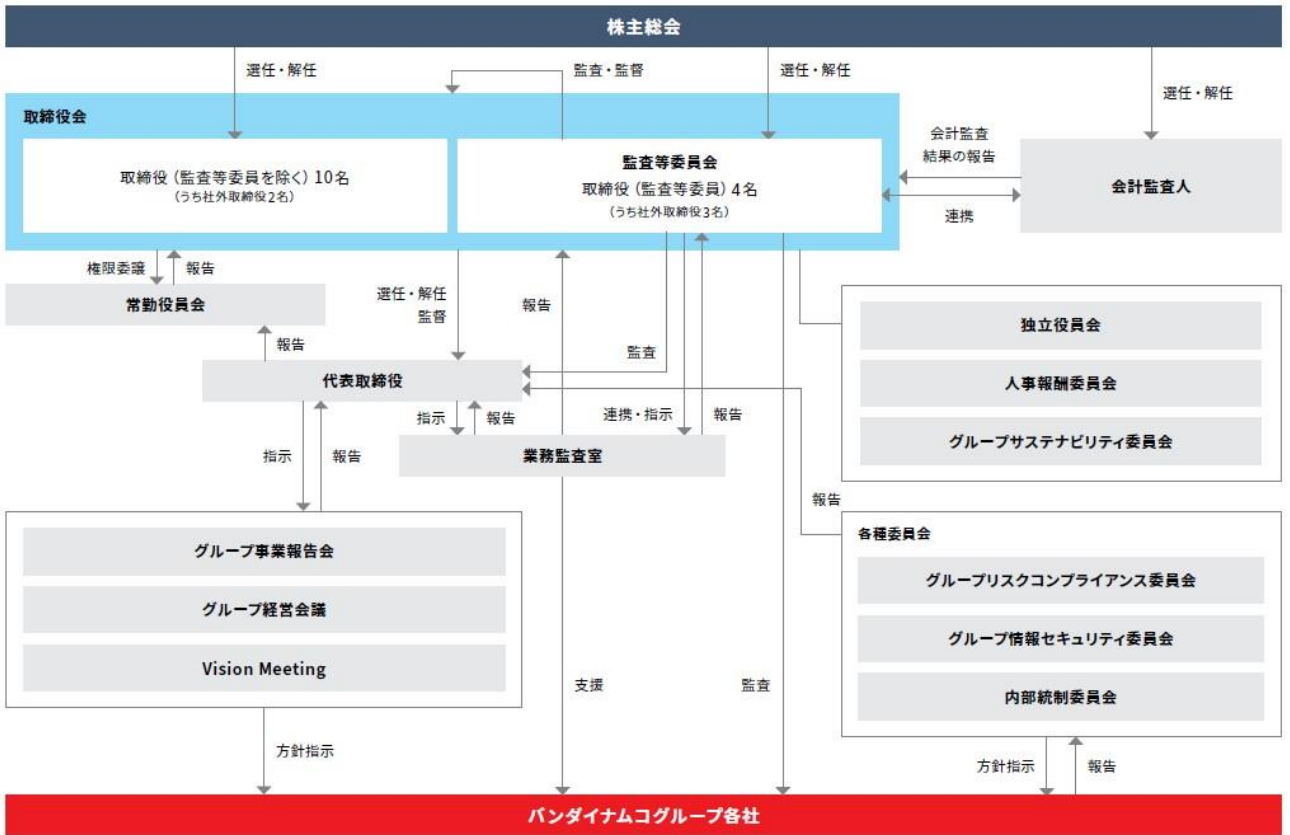 株主総会
選任・解任
監査・監督
選任・解任
選任・解任
取締役会
取締役（監査等委員を除く）10名
（うち社外取締役2名）
監査等委員会
取締役（監査等委員）4名
（うち社外取締役3名）
会計監査
結果の報告
連携
会計監査人
権限委譲
報告
常勤役員会
選任・解任
監督
報告
報告
監査
代表取締役
指示
報告
連携・指示
報告
業務監査室
独立役員会
人事報酬委員会
グループサステナビリティ委員会
指示
報告
報告
グループ事業報告会
グループ経営会議
Vision Meeting
各種委員会
グループリスクコンプライアンス委員会
グループ情報セキュリティ委員会
内部統制委員会
支援
監査
方針指示
方針指示
報告
バンダイナムコグループ各社